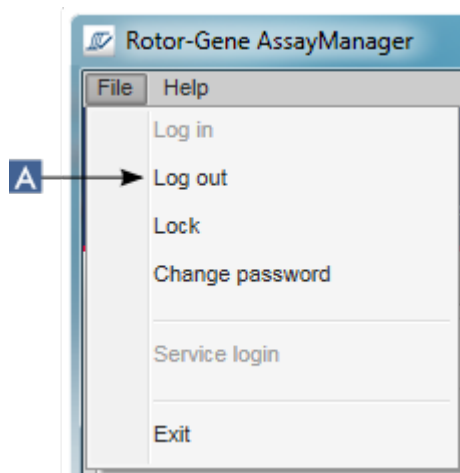 Rotor-Gene AssayManager
File Help
Log in
A
Log out
Lock
Change password
Service login
Exit